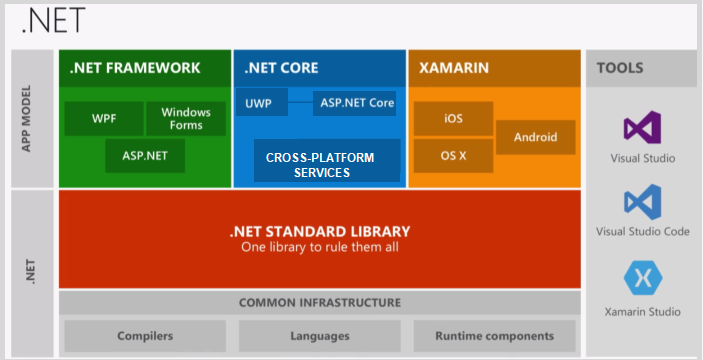 .NET
APP MODEL
.NET FRAMEWORK
WPF
Windows
Forms
ASP.NET
.NET CORE
UWP
ASP.NET Core
CROSS-PLATFORM
SERVICES
XAMARIN
iOS
Android
OS X
TOOLS
Visual Studio
Visual Studio Code
Xamarin Studio
.NET
.NET STANDARD LIBRARY
One library to rule them all
COMMON INFRASTRUCTURE
Compilers
Languages
Runtime components